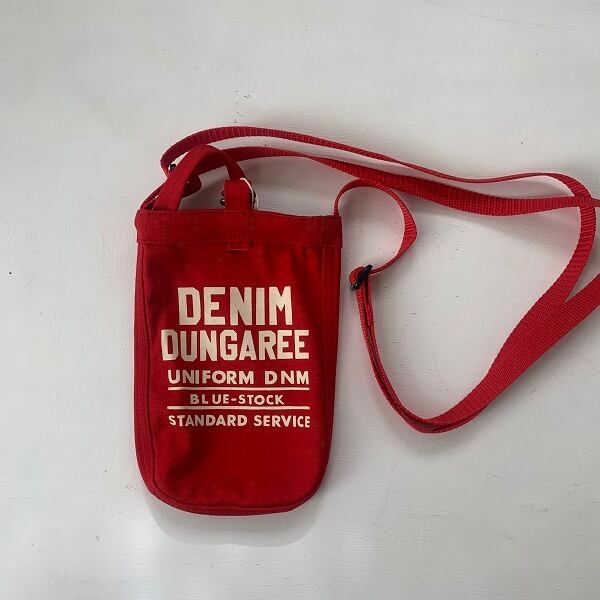 DENIM
DUNGAREE
UNIFORM DNM
BLUE-STOCK
STANDARD SERVICE